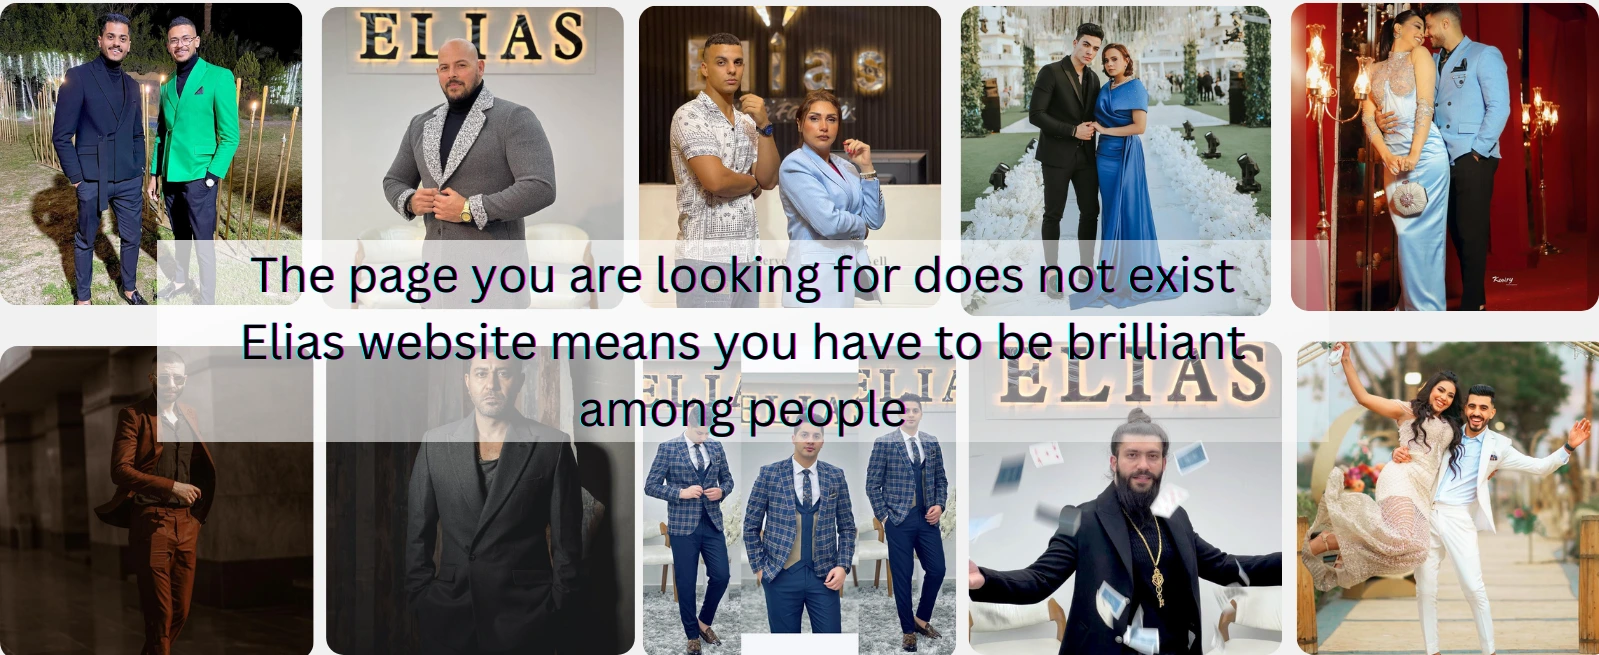 ELIAS
Elias
The page you are looking for does not exist
Elias website means you have to be brilliant
among people
ELIAS
ELIAS